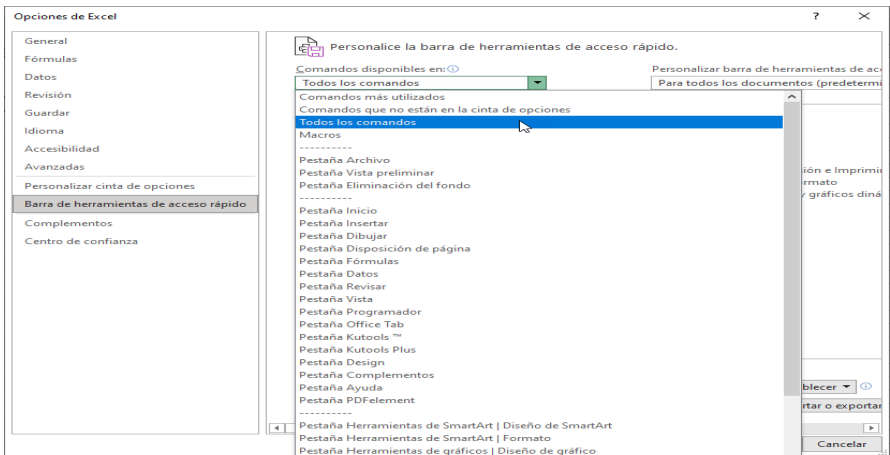 Opciones de Excel
General
Fórmulas
Datos
Revisión
Guardar
Idioma
Accesibilidad
Avanzadas
Personalizar cinta de opciones
Barra de herramientas de acceso rápido
Complementos
Centro de confianza
Personalice la barra de herramientas de acceso rápido.
Comandos disponibles en:
Todos los comandos
Comandos más utilizados
Comandos que no están en la cinta de opciones
Todos los comandos
Macros
----------
Pestaña Archivo
Pestaña Vista preliminar
Pestaña Eliminación del fondo
----------
Pestaña Inicio
Pestaña Insertar
Pestaña Dibujar
Pestaña Disposición de página
Pestaña Fórmulas
Pestaña Datos
Pestaña Revisar
Pestaña Vista
Pestaña Programador
Pestaña Office Tab
Pestaña Kutools ™
Pestaña Kutools Plus
Pestaña Design
Pestaña Complementos
Pestaña Ayuda
Pestaña PDFelement
----------
Pestaña Herramientas de SmartArt | Diseño de SmartArt
Pestaña Herramientas de SmartArt | Formato
Pestaña Herramientas de gráficos | Diseño de gráfico
Personalizar barra de herramientas de acc
Para todos los documentos (predetermi
ión e Imprimi
rmato
y gráficos diná
blecer
rtar o exportar
Cancelar